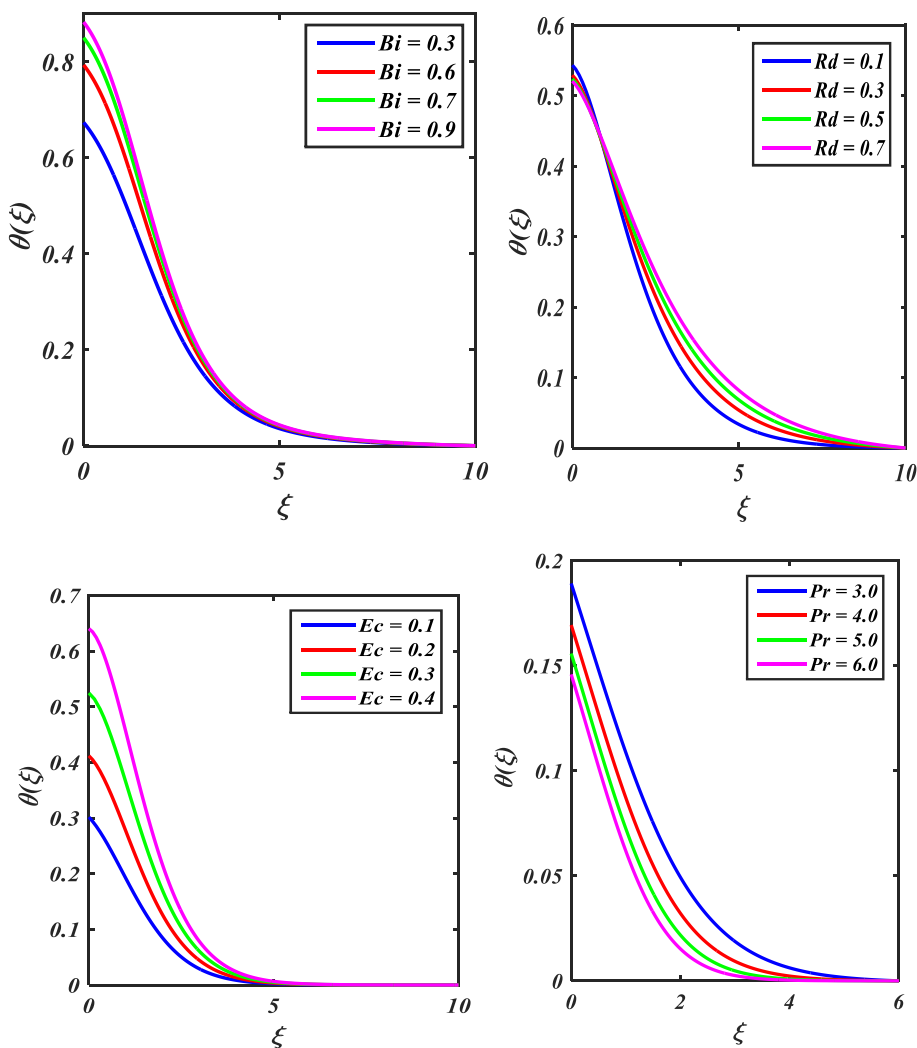 Bi = 0.3
Bi = 0.6
Bi = 0.7
Bi = 0.9
0.8
0.6
0.4
0.2
0
θ(ξ)
0
5
10
ξ
Rd = 0.1
Rd = 0.3
Rd = 0.5
Rd = 0.7
0.6
0.5
0.4
0.3
0.2
0.1
0
θ(ξ)
0
5
10
ξ
Ec = 0.1
Ec = 0.2
Ec = 0.3
Ec = 0.4
0.7
0.6
0.5
0.4
0.3
0.2
0.1
0
θ(ξ)
0
5
10
ξ
Pr = 3.0
Pr = 4.0
Pr = 5.0
Pr = 6.0
0.2
0.15
0.1
0.05
0
θ(ξ)
0
2
4
6
ξ